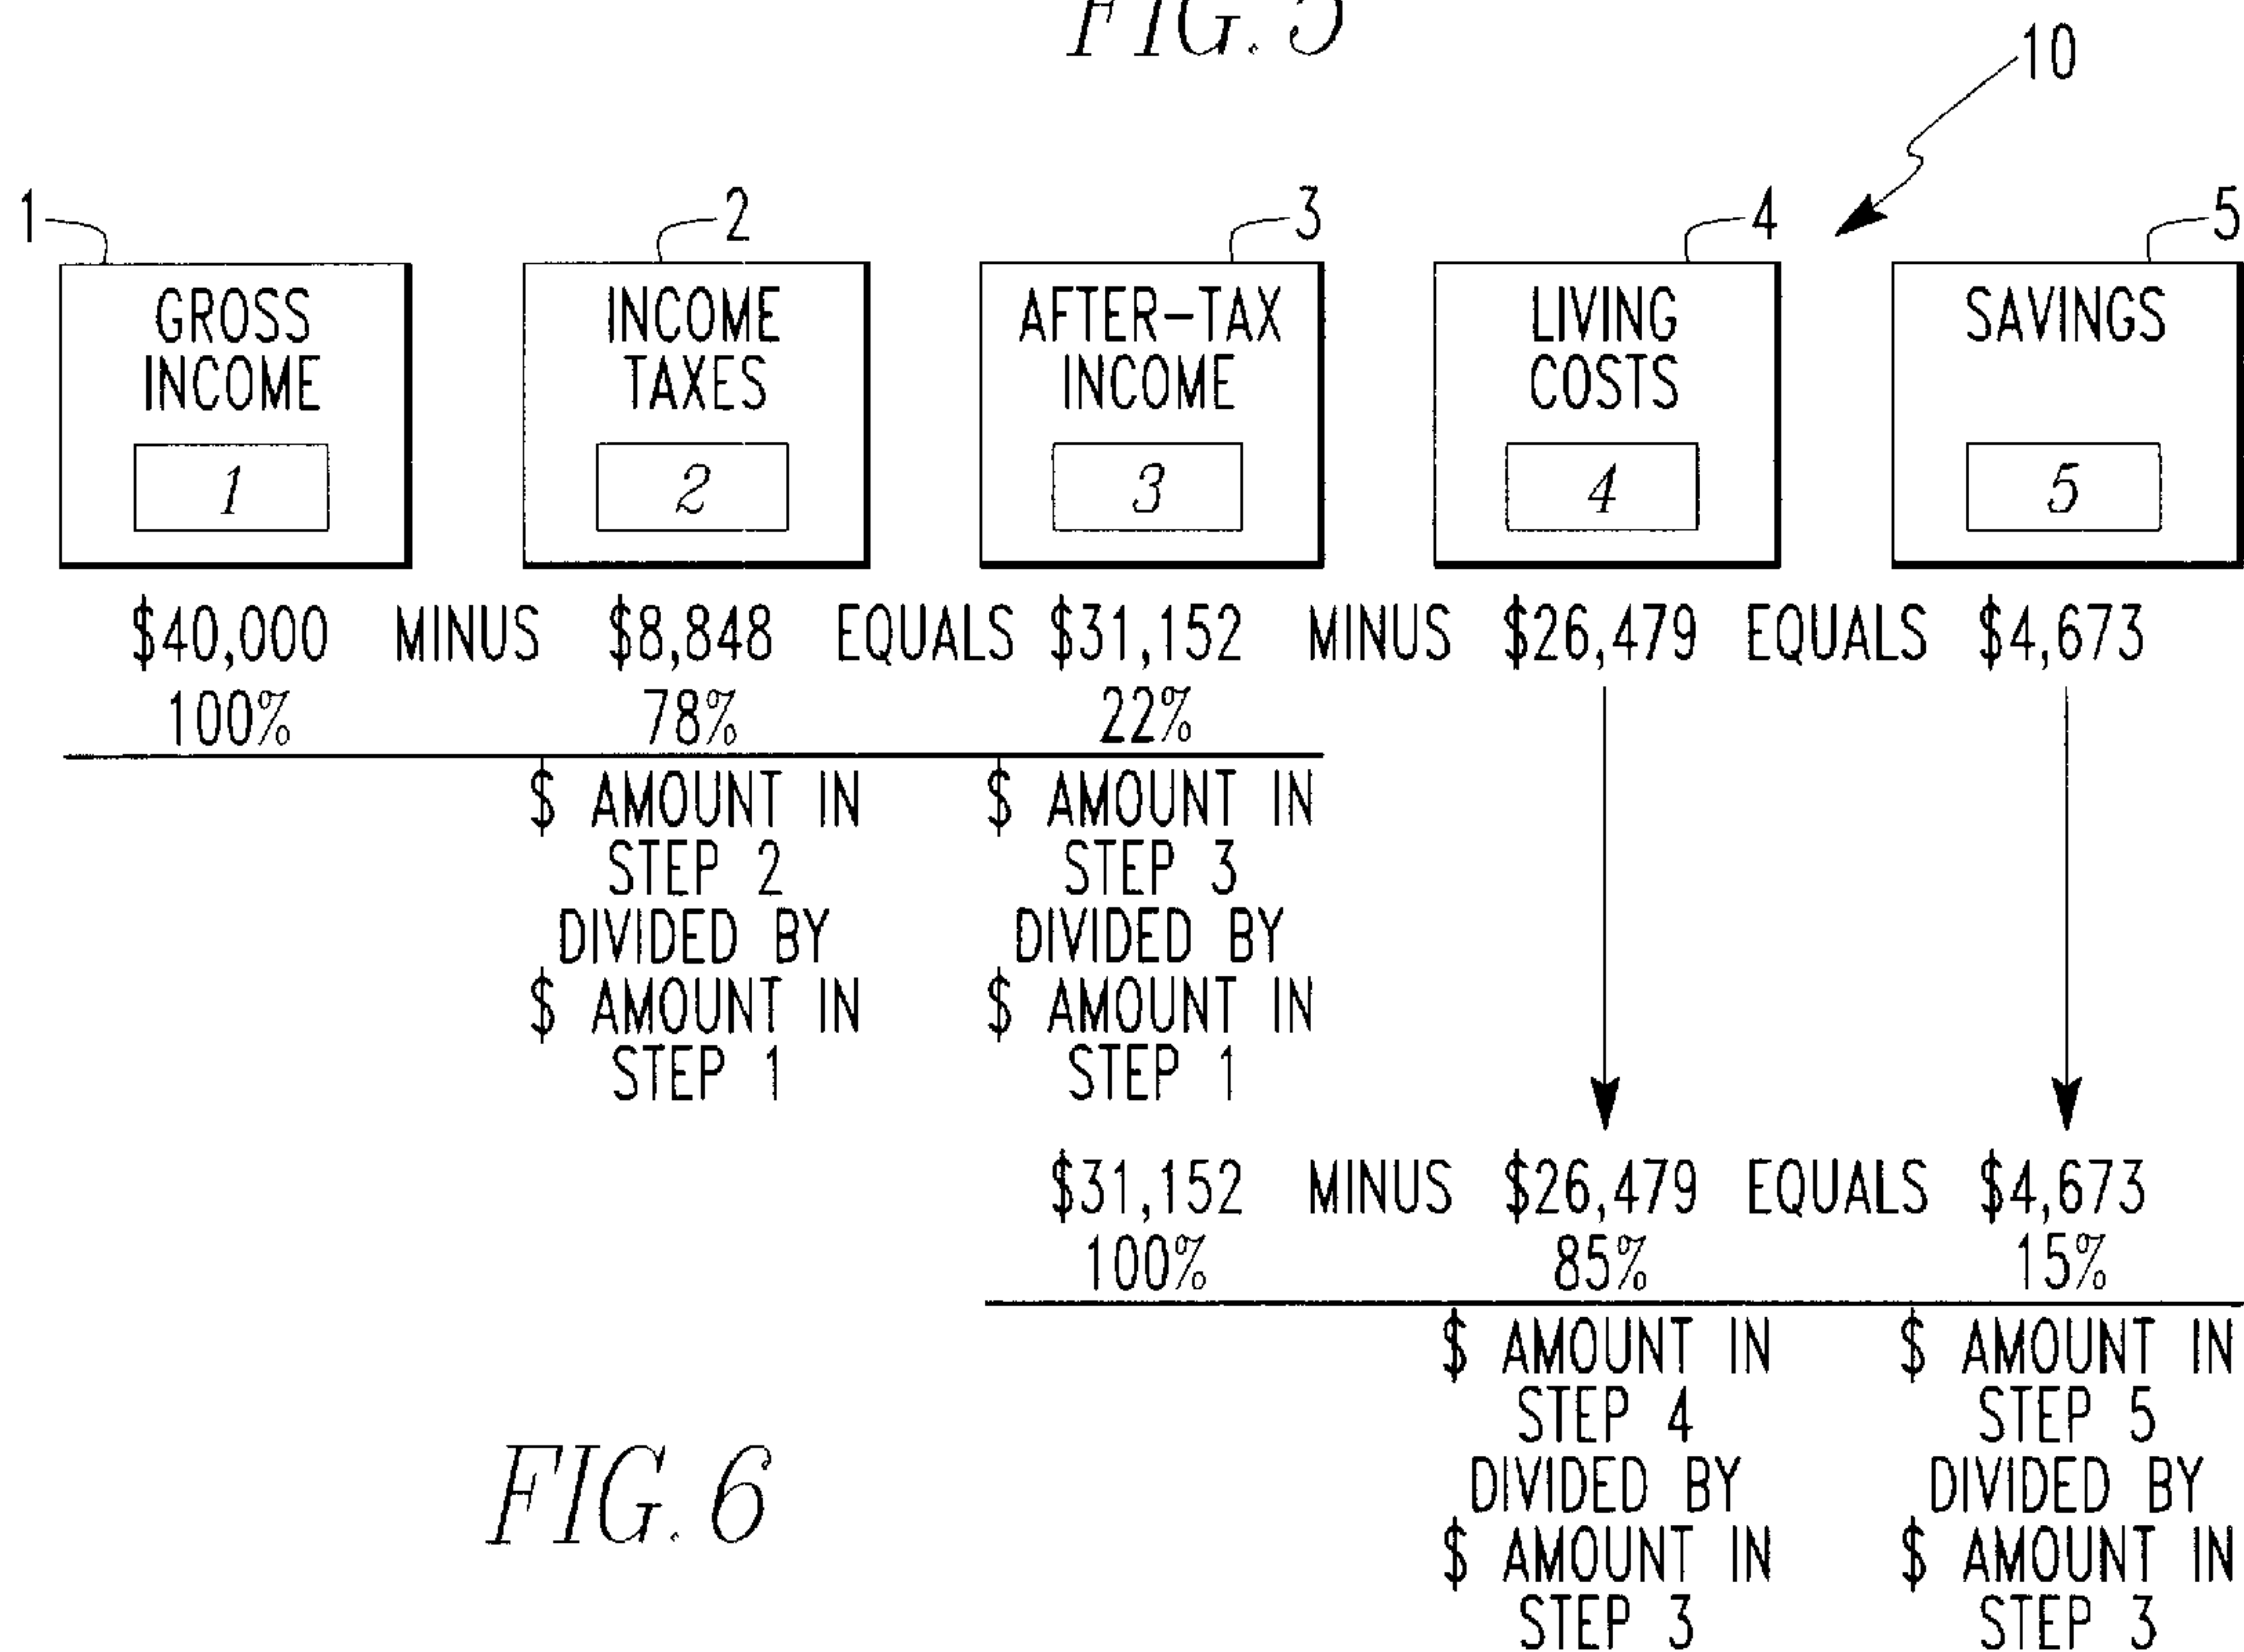 FIG. 5
10
1
2
3
4
5
GROSS
INCOME
1
INCOME
TAXES
2
AFTER-TAX
INCOME
3
LIVING
COSTS
4
SAVINGS
5
$40,000 MINUS $8,848 EQUALS $31,152 MINUS $26,479 EQUALS $4,673
100% 78% 22%
$ AMOUNT IN
STEP 2
DIVIDED BY
$ AMOUNT IN
STEP 1
$ AMOUNT IN
STEP 3
DIVIDED BY
$ AMOUNT IN
STEP 1
$31,152 MINUS $26,479 EQUALS $4,673
100% 85% 15%
$ AMOUNT IN
STEP 4
DIVIDED BY
$ AMOUNT IN
STEP 3
$ AMOUNT IN
STEP 5
DIVIDED BY
$ AMOUNT IN
STEP 3
FIG. 6